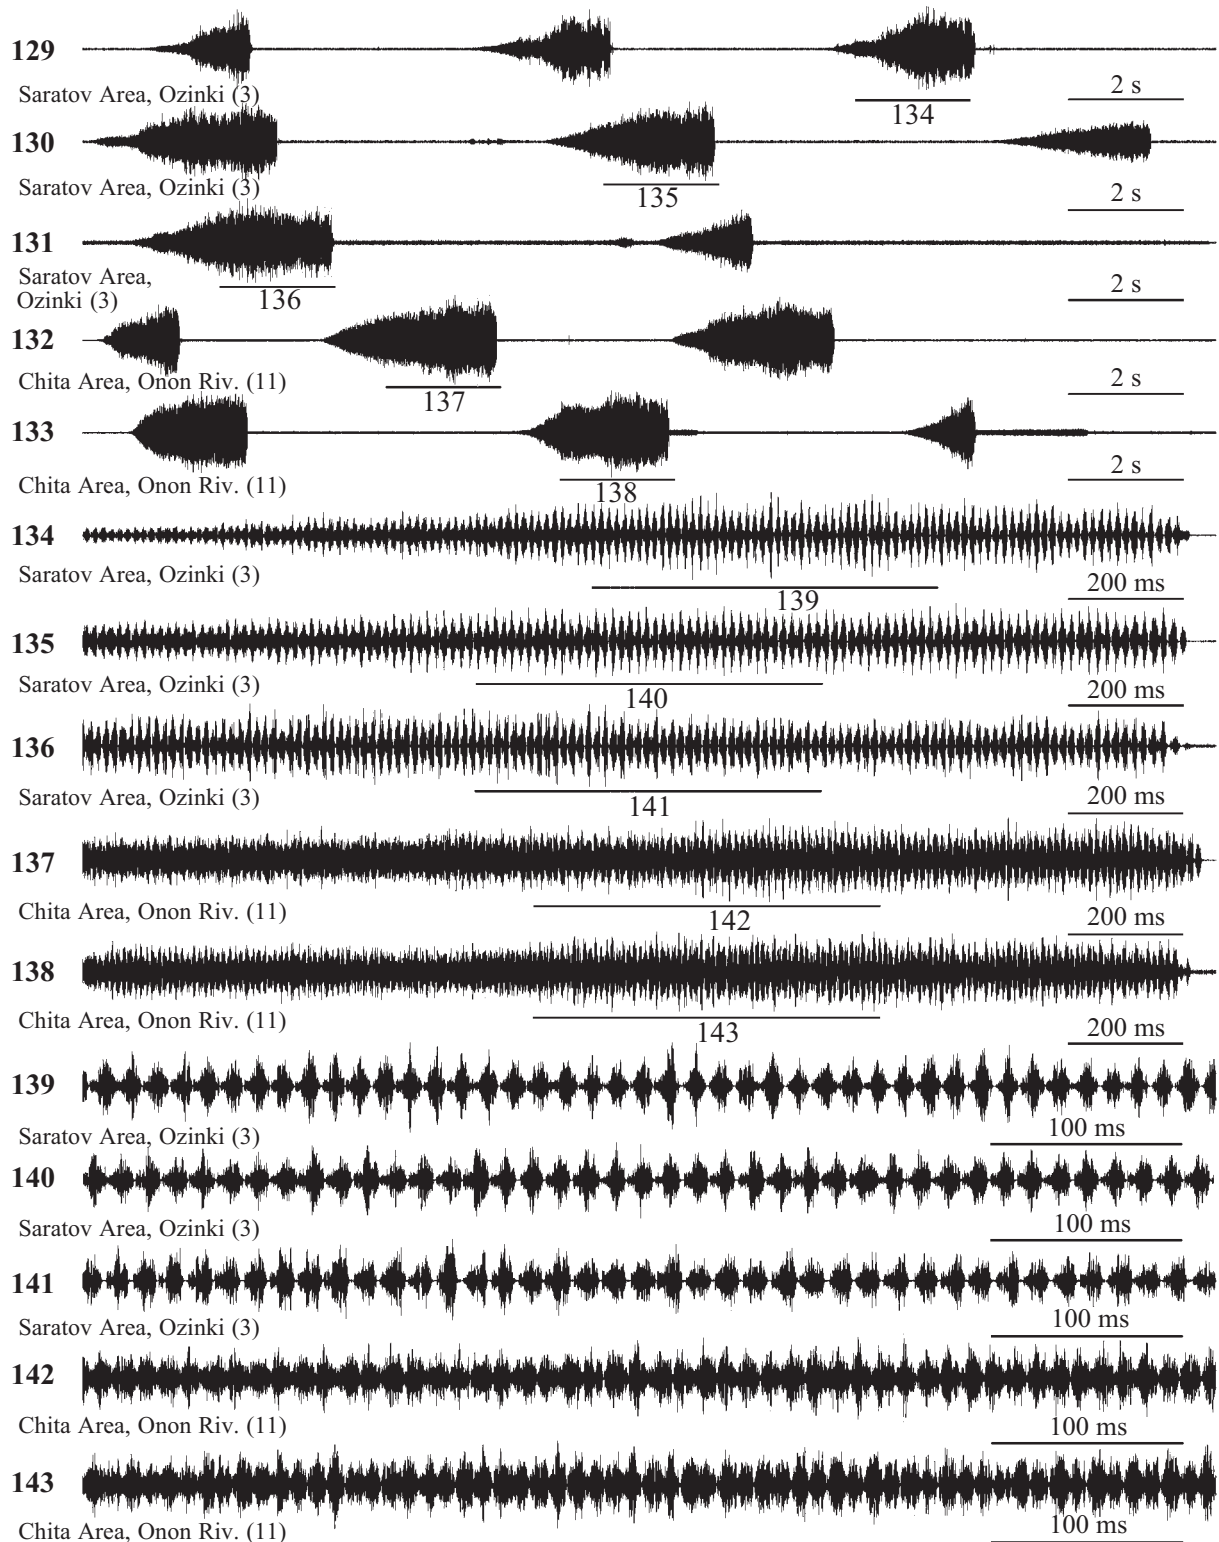 129
Saratov Area, Ozinki (3)
134
2 s
130
Saratov Area, Ozinki (3)
135
2 s
131
Saratov Area,
Ozinki (3)
136
2 s
132
Chita Area, Onon Riv. (11)
137
2 s
133
Chita Area, Onon Riv. (11)
138
2 s
134
Saratov Area, Ozinki (3)
139
200 ms
135
Saratov Area, Ozinki (3)
140
200 ms
136
Saratov Area, Ozinki (3)
141
200 ms
137
Chita Area, Onon Riv. (11)
142
200 ms
138
Chita Area, Onon Riv. (11)
143
200 ms
139
Saratov Area, Ozinki (3)
100 ms
140
Saratov Area, Ozinki (3)
100 ms
141
Saratov Area, Ozinki (3)
100 ms
142
Chita Area, Onon Riv. (11)
100 ms
143
Chita Area, Onon Riv. (11)
100 ms